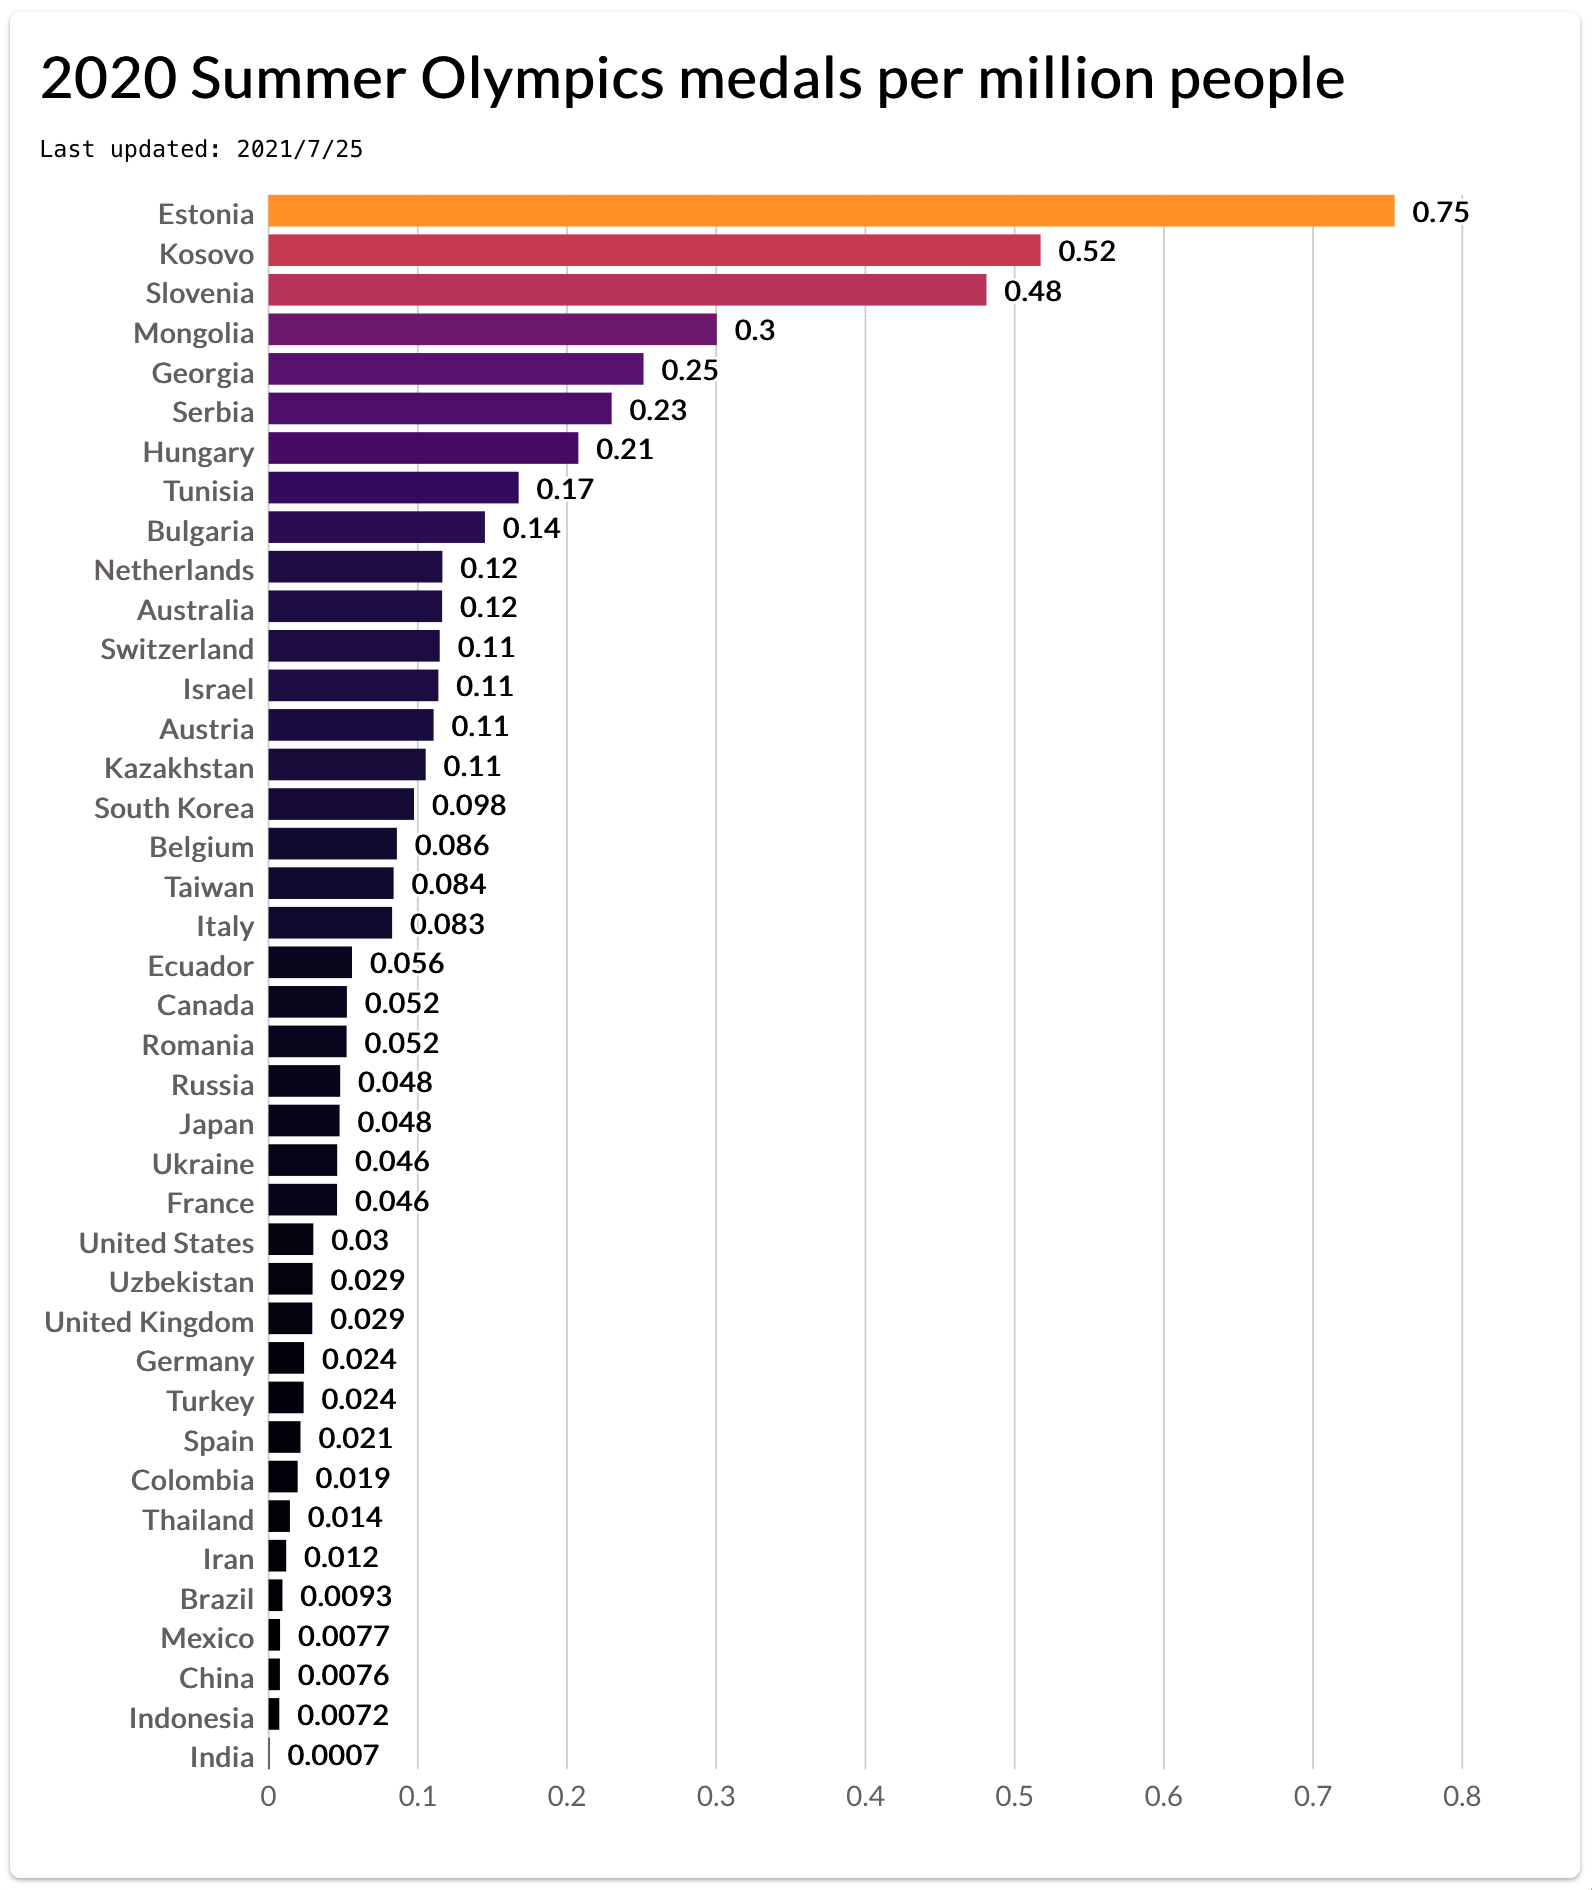 2020 Summer Olympics medals per million people
Last updated: 2021/7/25
Estonia 0.75
Kosovo 0.52
Slovenia 0.48
Mongolia 0.3
Georgia 0.25
Serbia 0.23
Hungary 0.21
Tunisia 0.17
Bulgaria 0.14
Netherlands 0.12
Australia 0.12
Switzerland 0.11
Israel 0.11
Austria 0.11
Kazakhstan 0.11
South Korea 0.098
Belgium 0.086
Taiwan 0.084
Italy 0.083
Ecuador 0.056
Canada 0.052
Romania 0.052
Russia 0.048
Japan 0.048
Ukraine 0.046
France 0.046
United States 0.03
Uzbekistan 0.029
United Kingdom 0.029
Germany 0.024
Turkey 0.024
Spain 0.021
Colombia 0.019
Thailand 0.014
Iran 0.012
Brazil 0.0093
Mexico 0.0077
China 0.0076
Indonesia 0.0072
India 0.0007
0 0.1 0.2 0.3 0.4 0.5 0.6 0.7 0.8